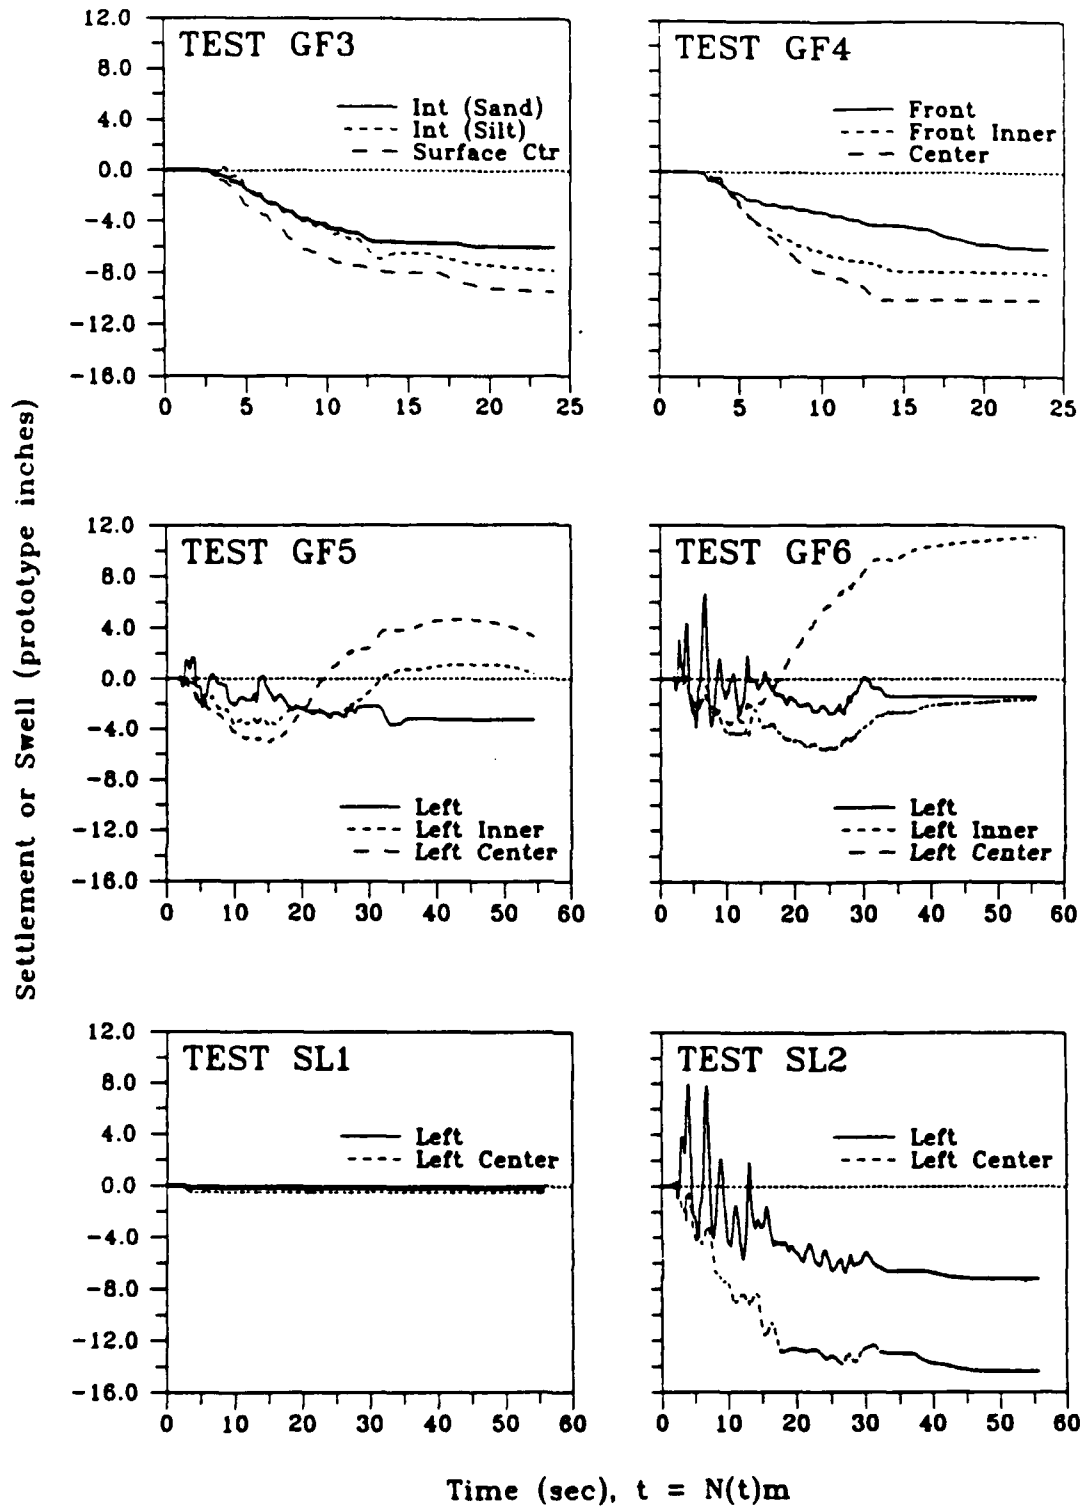 Settlement or Swell (prototype inches)
TEST GF3
Int (Sand)
Int (Silt)
Surface Ctr
12.0
8.0
4.0
0.0
-4.0
-8.0
-12.0
-16.0
0 5 10 15 20 25
TEST GF4
Front
Front Inner
Center
0 5 10 15 20 25
TEST GF5
Left
Left Inner
Left Center
12.0
8.0
4.0
0.0
-4.0
-8.0
-12.0
-16.0
0 10 20 30 40 50 60
TEST GF6
Left
Left Inner
Left Center
0 10 20 30 40 50 60
TEST SL1
Left
Left Center
12.0
8.0
4.0
0.0
-4.0
-8.0
-12.0
-16.0
0 10 20 30 40 50 60
TEST SL2
Left
Left Center
0 10 20 30 40 50 60
Time (sec), t = N(t)m